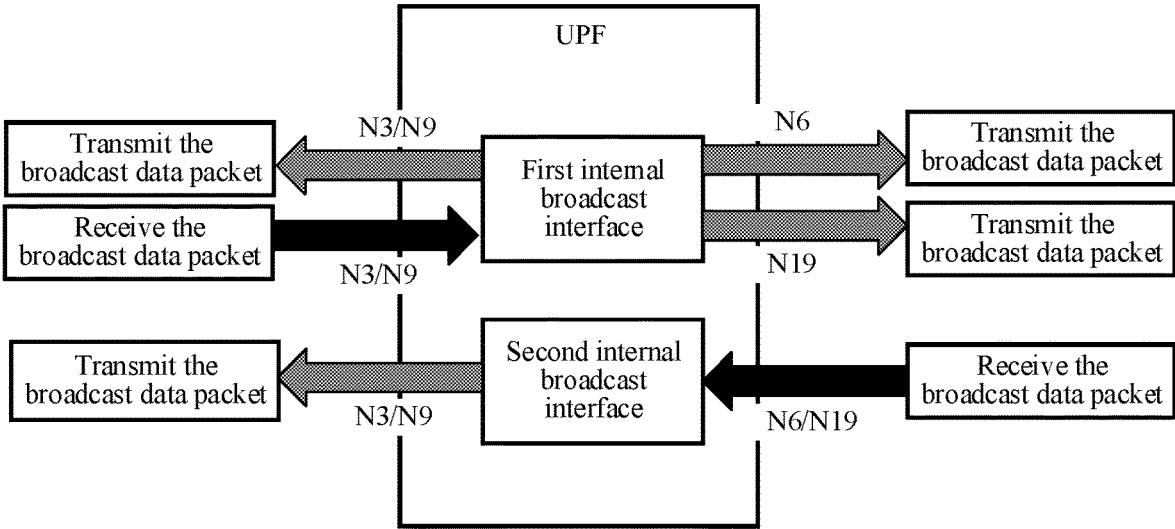 UPF
N3/N9
N6
Transmit the
broadcast data packet
First internal
broadcast
interface
Transmit the
broadcast data packet
Receive the
broadcast data packet
Transmit the
broadcast data packet
N3/N9
N19
Transmit the
broadcast data packet
Second internal
broadcast
interface
Receive the
broadcast data packet
N3/N9
N6/N19